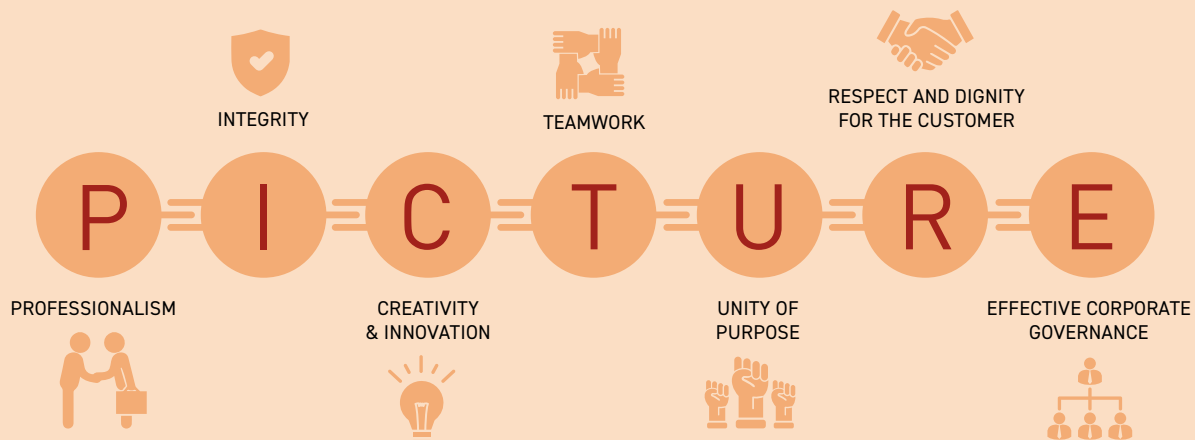 INTEGRITY
TEAMWORK
RESPECT AND DIGNITY
FOR THE CUSTOMER
P I C T U R E
PROFESSIONALISM
CREATIVITY
& INNOVATION
UNITY OF
PURPOSE
EFFECTIVE CORPORATE
GOVERNANCE